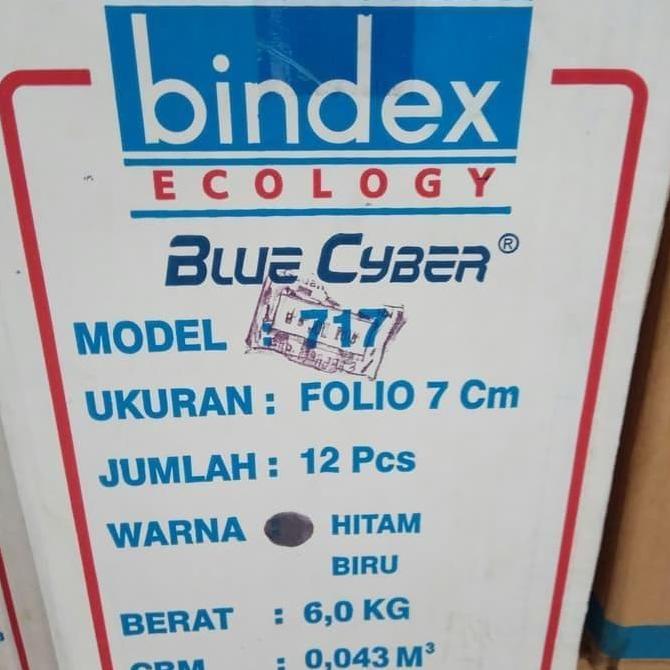 bindex
ECOLOGY
BLUE CYBER®
MODEL : 717
UKURAN : FOLIO 7 Cm
JUMLAH : 12 Pcs
WARNA : HITAM
BIRU
BERAT : 6,0 KG
CBM : 0,043 M³